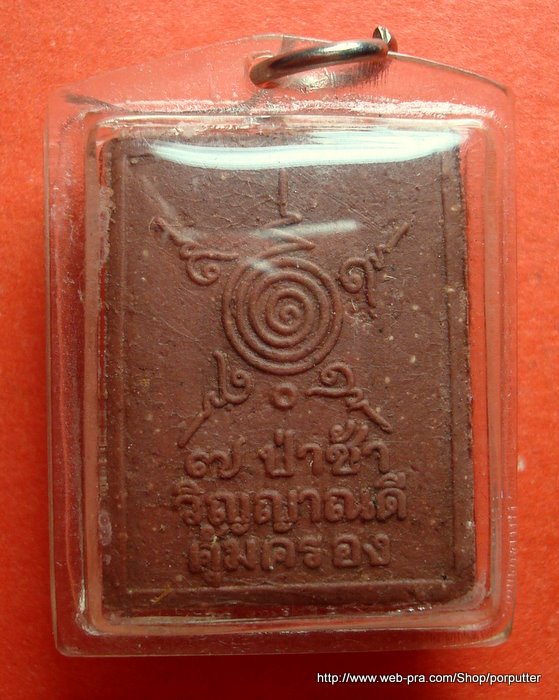 ๗ ป่าช้า
วิญญาณดี
คุ้มครอง
http://www.web-pra.com/Shop/porputter